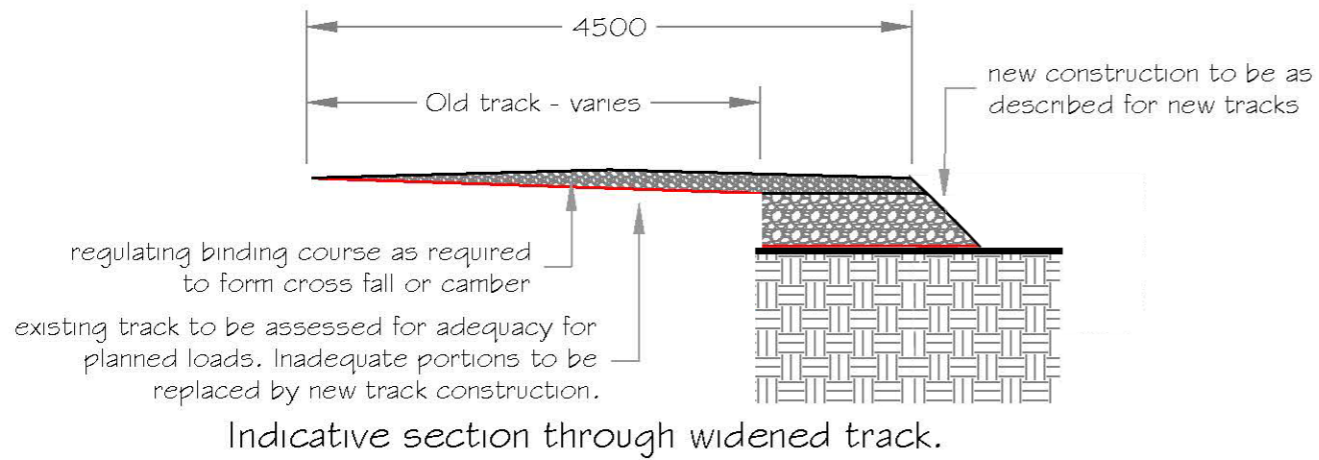 4500
new construction to be as
described for new tracks
Old track - varies
regulating binding course as required
to form cross fall or camber
existing track to be assessed for adequacy for
planned loads. Inadequate portions to be
replaced by new track construction.
Indicative section through widened track.